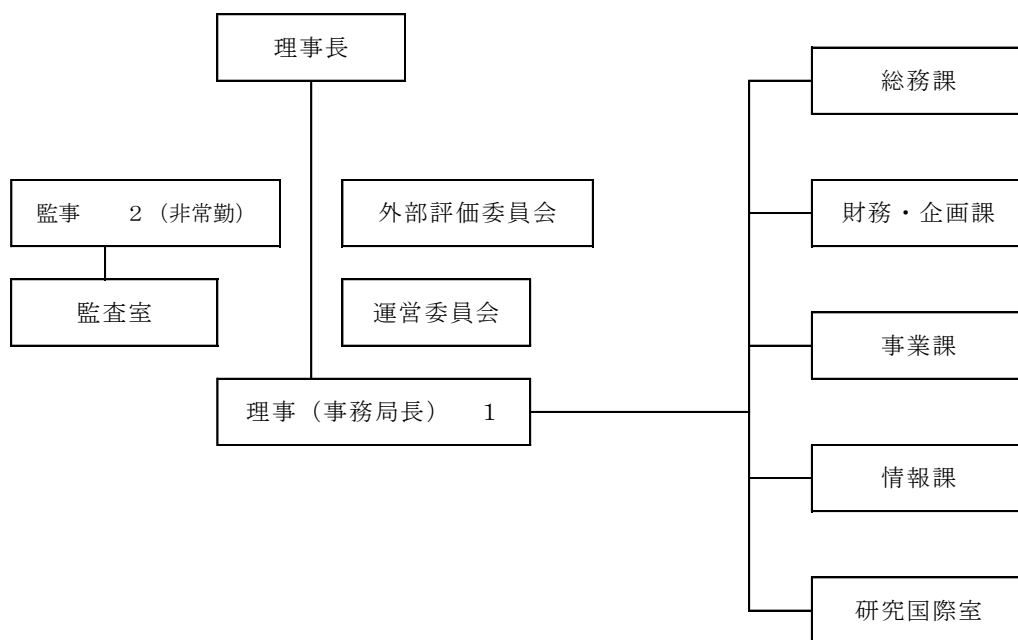 理事長
総務課
監事　２（非常勤）
外部評価委員会
財務・企画課
監査室
運営委員会
事業課
理事（事務局長）　１
情報課
研究国際室